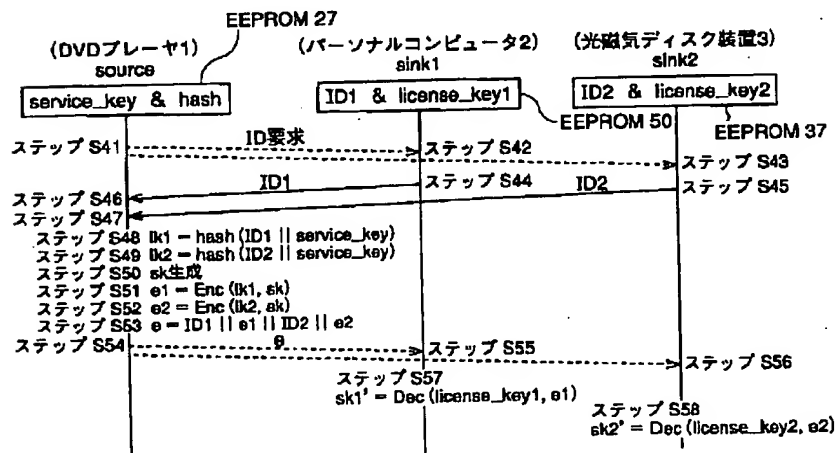 EEPROM 27
(DVDプレーヤ1)
source
(パーソナルコンピュータ2)
sink1
(光磁気ディスク装置3)
sink2
service_key & hash
ID1 & license_key1
ID2 & license_key2
EEPROM 50
EEPROM 37
ステップ S41
ID要求
ステップ S42
ステップ S43
ID1
ステップ S44
ID2
ステップ S45
ステップ S46
ステップ S47
ステップ S48 lk1 = hash (ID1 || service_key)
ステップ S49 lk2 = hash (ID2 || service_key)
ステップ S50 sk生成
ステップ S51 e1 = Enc (lk1, sk)
ステップ S52 e2 = Enc (lk2, sk)
ステップ S53 e = ID1 || e1 || ID2 || e2
ステップ S54
e
ステップ S55
ステップ S56
ステップ S57
sk1' = Dec (license_key1, e1)
ステップ S58
sk2' = Dec (license_key2, e2)